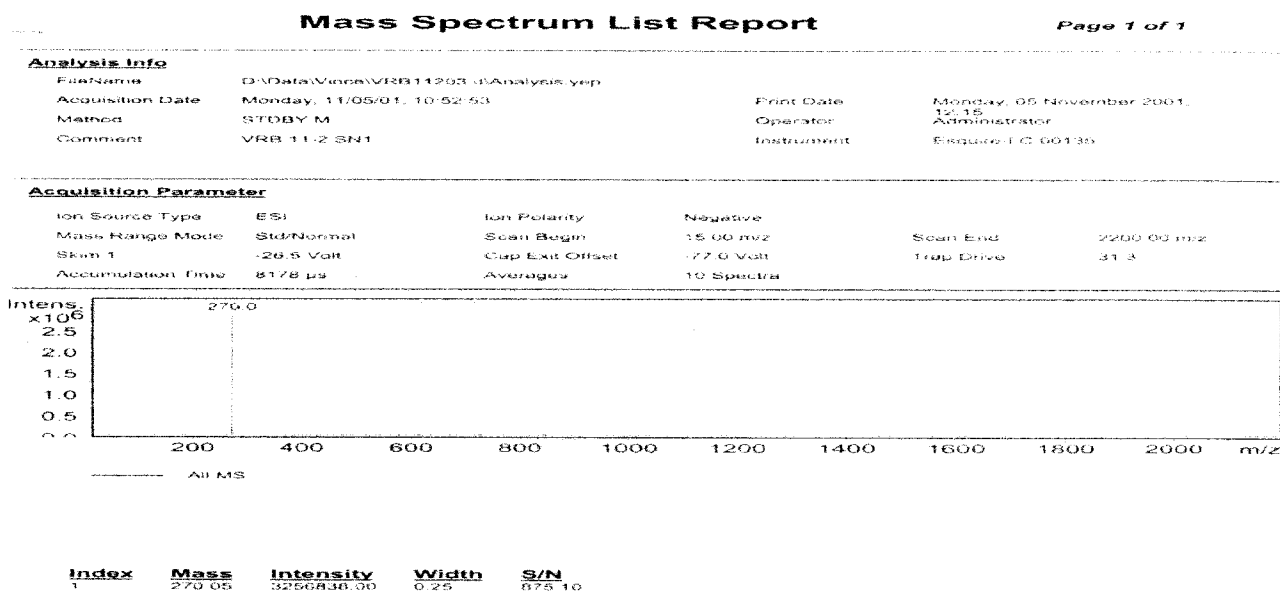 Mass Spectrum List Report
Page 1 of 1
Analysis Info
FileName D:\Data\Vince\VRB11203.d\Analysis.yep
Acquisition Date Monday, 11/05/01, 10:52:53
Print Date Monday, 05 November 2001,
12:15
Method STDBY M
Operator Administrator
Comment VRB 11-2 SN1
Instrument Esquire-LC 00135
Acquisition Parameter
Ion Source Type ESI
Ion Polarity Negative
Mass Range Mode Std/Normal
Scan Begin 15.00 m/z
Scan End 2200.00 m/z
Skim 1 -26.5 Volt
Cap Exit Offset -77.0 Volt
Trap Drive 31.3
Accumulation Time 8178 µs
Averages 10 Spectra
Intens.
x10⁶
270.0
2.5
2.0
1.5
1.0
0.5
0.0
200 400 600 800 1000 1200 1400 1600 1800 2000 m/z
All MS
Index Mass Intensity Width S/N
1 270.05 3256838.00 0.25 875.10